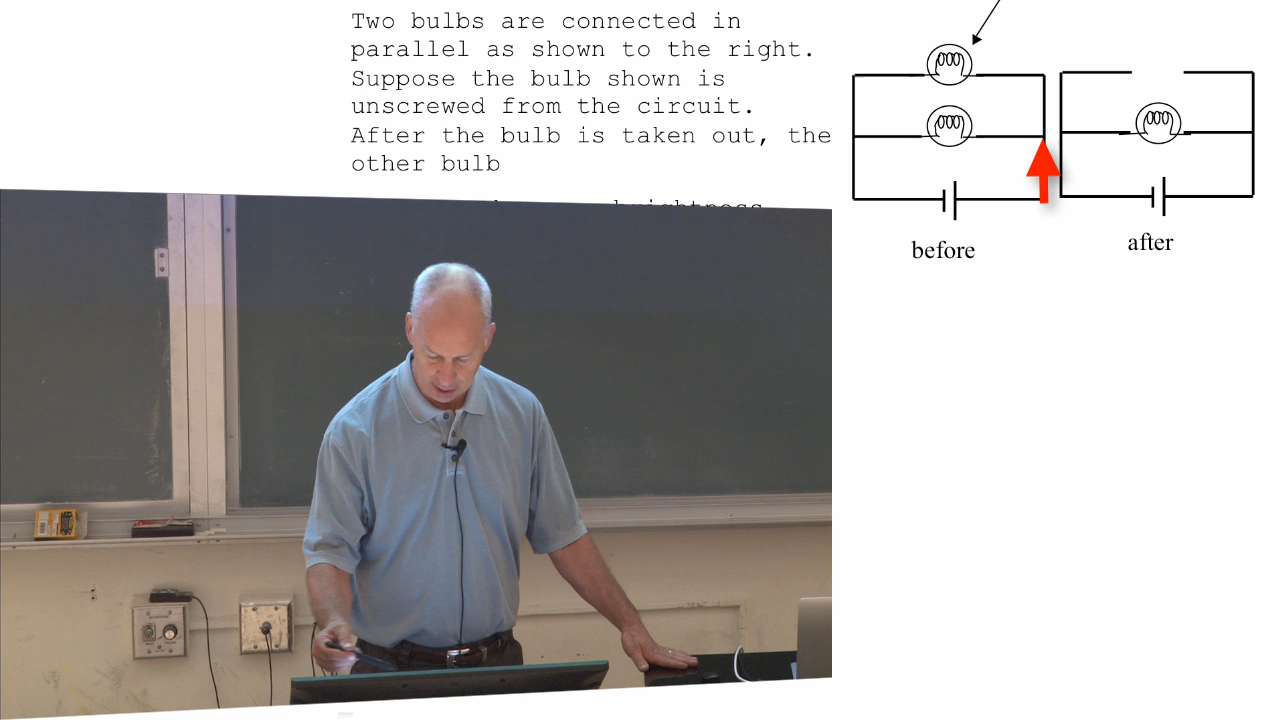 Two bulbs are connected in
parallel as shown to the right.
Suppose the bulb shown is
unscrewed from the circuit.
After the bulb is taken out, the
other bulb
before
after